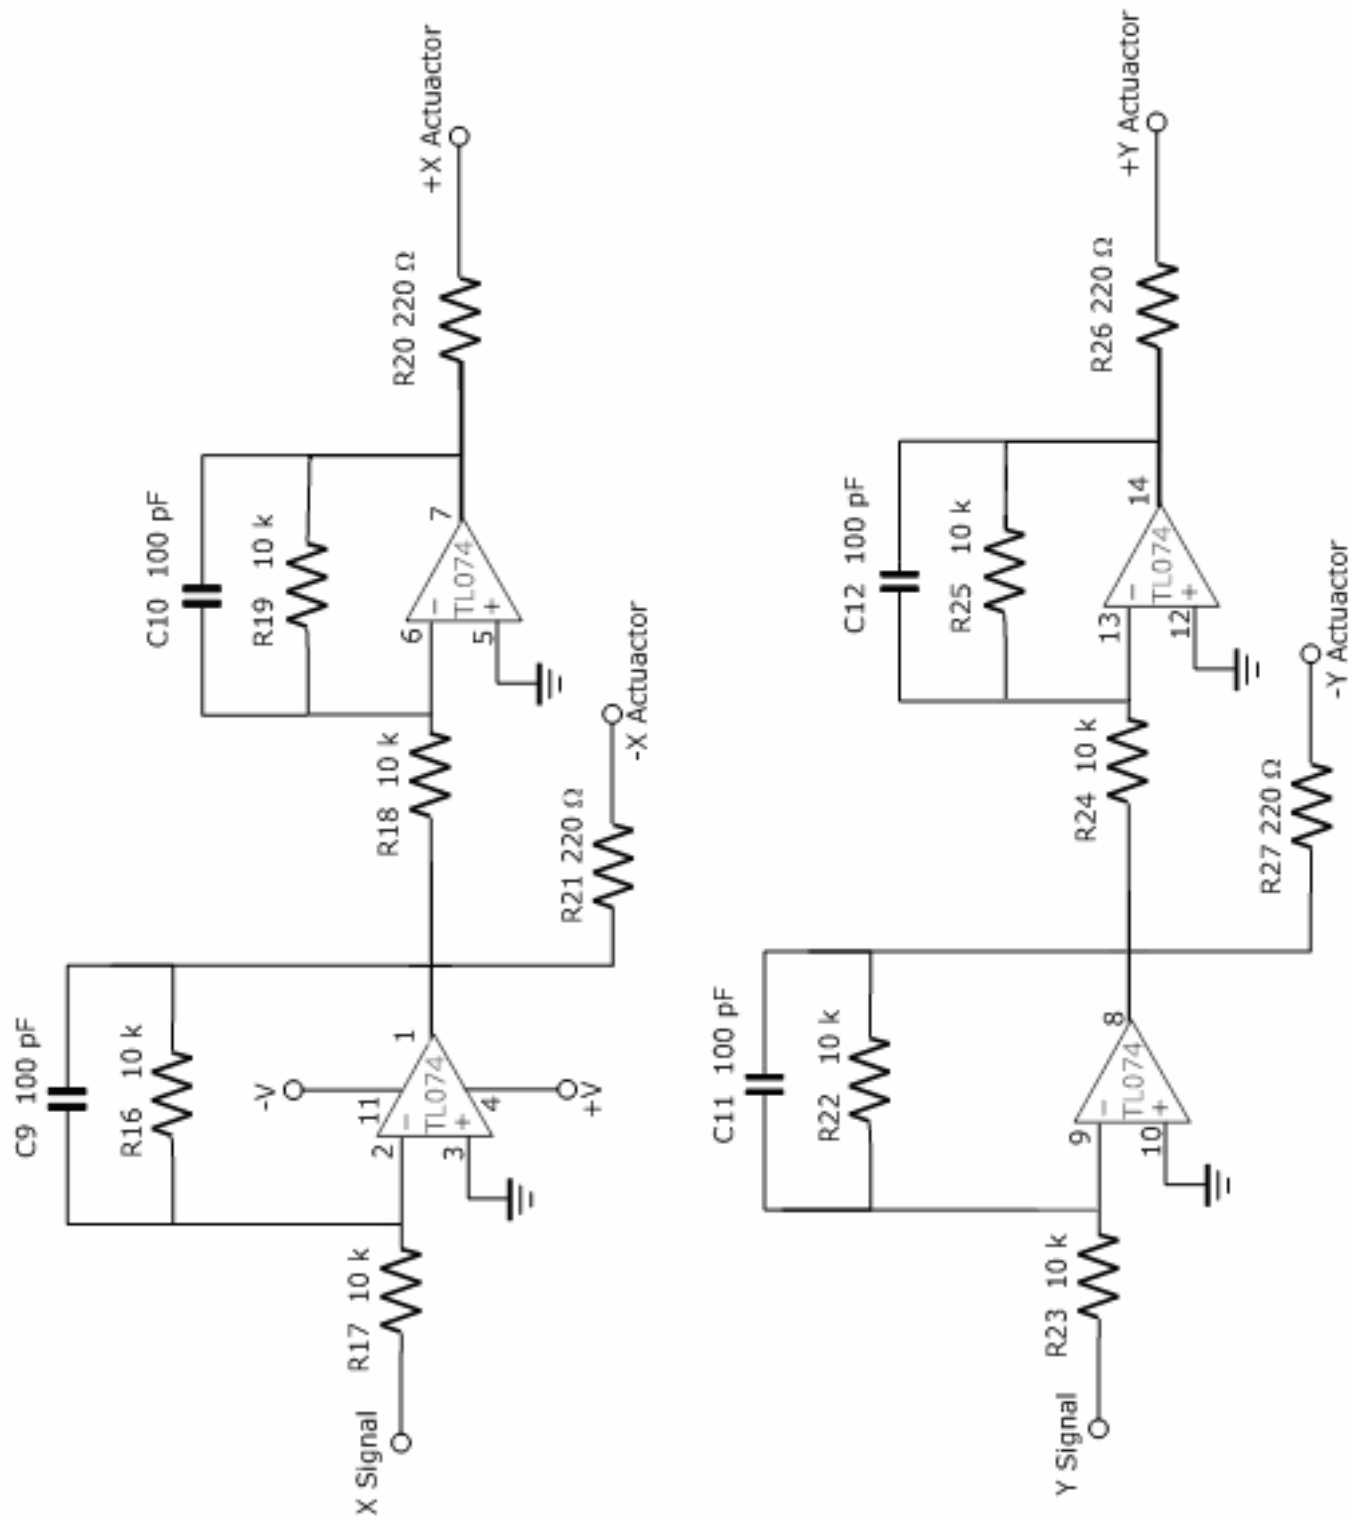 C9 100 pF
R16 10 k
-V
11
2
1
TL074
3
4
+V
R17 10 k
X Signal
R18 10 k
R21 220 Ω
-X Actuactor
C10 100 pF
R19 10 k
6
7
TL074
5
R20 220 Ω
+X Actuactor
C11 100 pF
R22 10 k
9
8
TL074
10
R23 10 k
Y Signal
R24 10 k
R27 220 Ω
-Y Actuactor
C12 100 pF
R25 10 k
13
14
TL074
12
R26 220 Ω
+Y Actuactor